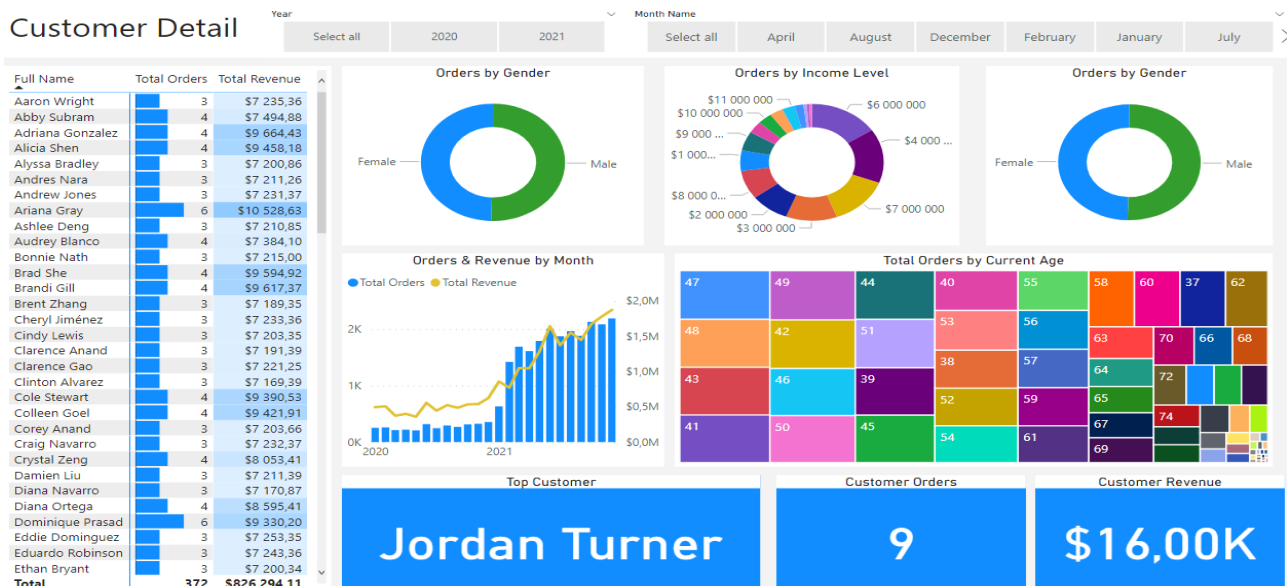 Customer Detail
Year
Select all 2020 2021
Month Name
Select all April August December February January July
Full Name Total Orders Total Revenue
Aaron Wright 3 $7 235,36
Abby Subram 4 $7 494,88
Adriana Gonzalez 4 $9 664,43
Alicia Shen 4 $9 458,18
Alyssa Bradley 3 $7 200,86
Andres Nara 3 $7 211,26
Andrew Jones 3 $7 231,37
Ariana Gray 6 $10 528,63
Ashlee Deng 3 $7 210,85
Audrey Blanco 4 $7 384,10
Bonnie Nath 3 $7 215,00
Brad She 4 $9 594,92
Brandi Gill 4 $9 617,37
Brent Zhang 3 $7 189,35
Cheryl Jiménez 3 $7 233,36
Cindy Lewis 3 $7 203,35
Clarence Anand 3 $7 191,39
Clarence Gao 3 $7 221,25
Clinton Alvarez 3 $7 169,39
Cole Stewart 4 $9 390,53
Colleen Goel 4 $9 421,91
Corey Anand 3 $7 203,66
Craig Navarro 3 $7 232,37
Crystal Zeng 4 $8 053,41
Damien Liu 3 $7 211,39
Diana Navarro 3 $7 170,87
Diana Ortega 4 $8 595,41
Dominique Prasad 6 $9 330,20
Eddie Dominguez 3 $7 253,35
Eduardo Robinson 3 $7 243,36
Ethan Bryant 3 $7 200,34
Total 372 $826 294,11
Orders by Gender
Female
Male
Orders by Income Level
$11 000 000
$10 000 000
$9 000 ...
$1 000...
$8 000 0...
$2 000 000
$3 000 000
$6 000 000
$4 000 ...
$7 000 000
Orders by Gender
Female
Male
Orders & Revenue by Month
Total Orders Total Revenue
2K
1K
0K
$2,0M
$1,5M
$1,0M
$0,5M
$0,0M
2020 2021
Total Orders by Current Age
47
48
43
41
49
42
46
50
44
51
39
45
40
53
38
52
54
55
56
57
59
61
58 60 37 62
63
64
65
67
69
70 66 68
72
74
Top Customer
Jordan Turner
Customer Orders
9
Customer Revenue
$16,00K